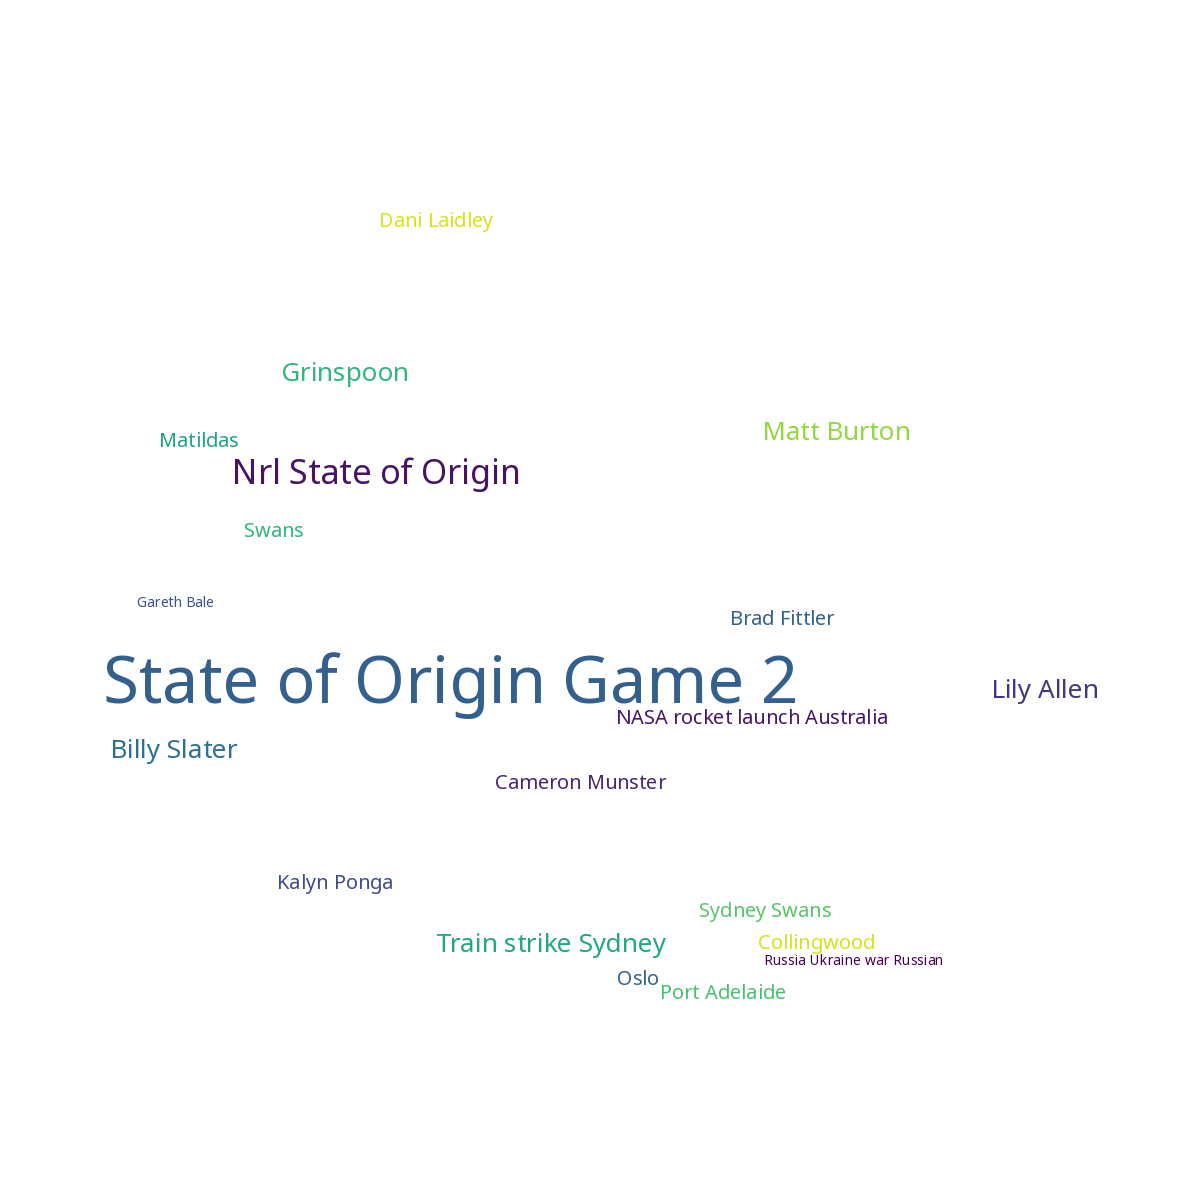 Dani Laidley
Grinspoon
Matt Burton
Matildas
Nrl State of Origin
Swans
Gareth Bale
Brad Fittler
State of Origin Game 2
Lily Allen
NASA rocket launch Australia
Billy Slater
Cameron Munster
Kalyn Ponga
Sydney Swans
Train strike Sydney
Collingwood
Russia Ukraine war Russian
Oslo
Port Adelaide